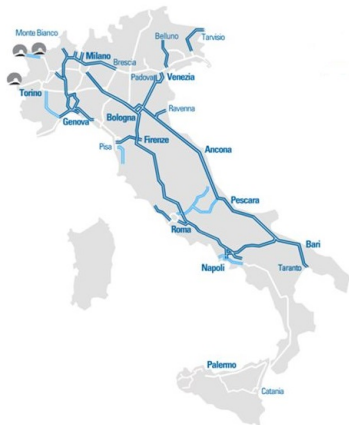 Monte Bianco
Belluno
Tarvisio
Milano
Brescia
Padova
Venezia
Torino
Ravenna
Bologna
Genova
Pisa
Firenze
Ancona
Pescara
Roma
Bari
Napoli
Taranto
Palermo
Catania